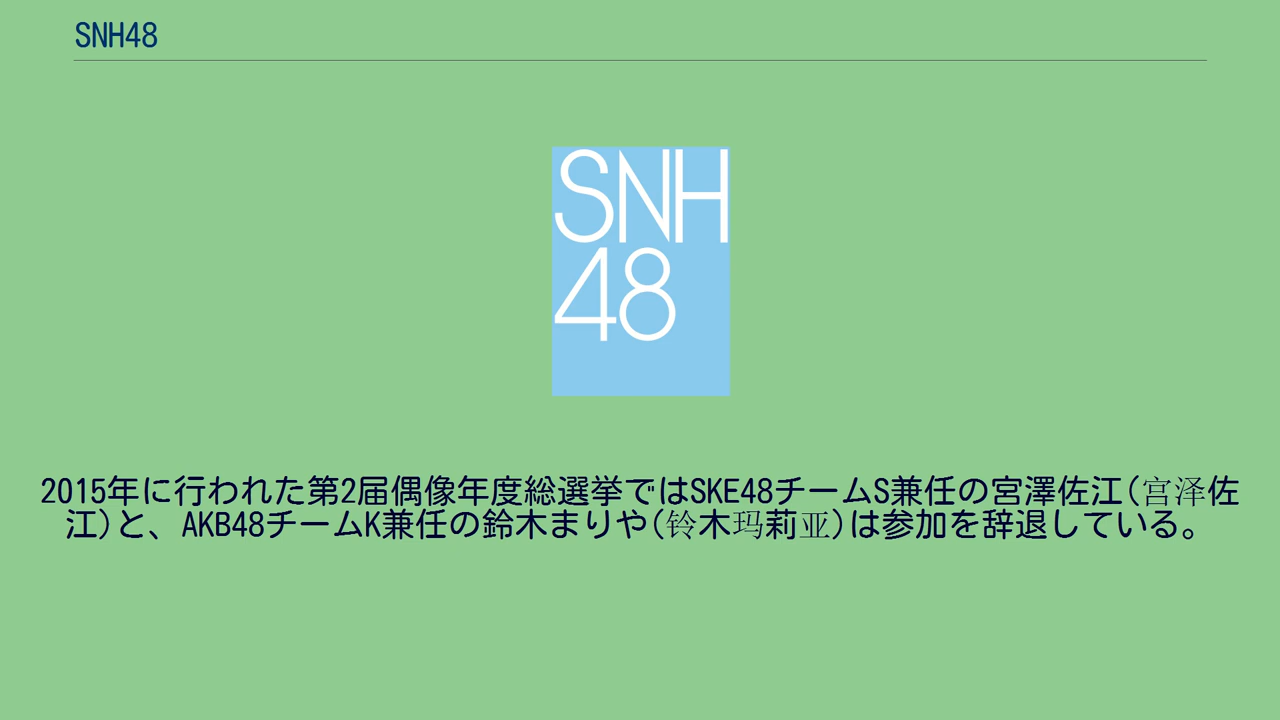 SNH48
SNH
48
2015年に行われた第2届偶像年度総選挙ではSKE48チームS兼任の宮澤佐江(宫泽佐
江)と、AKB48チームK兼任の鈴木まりや(铃木玛莉亚)は参加を辞退している。